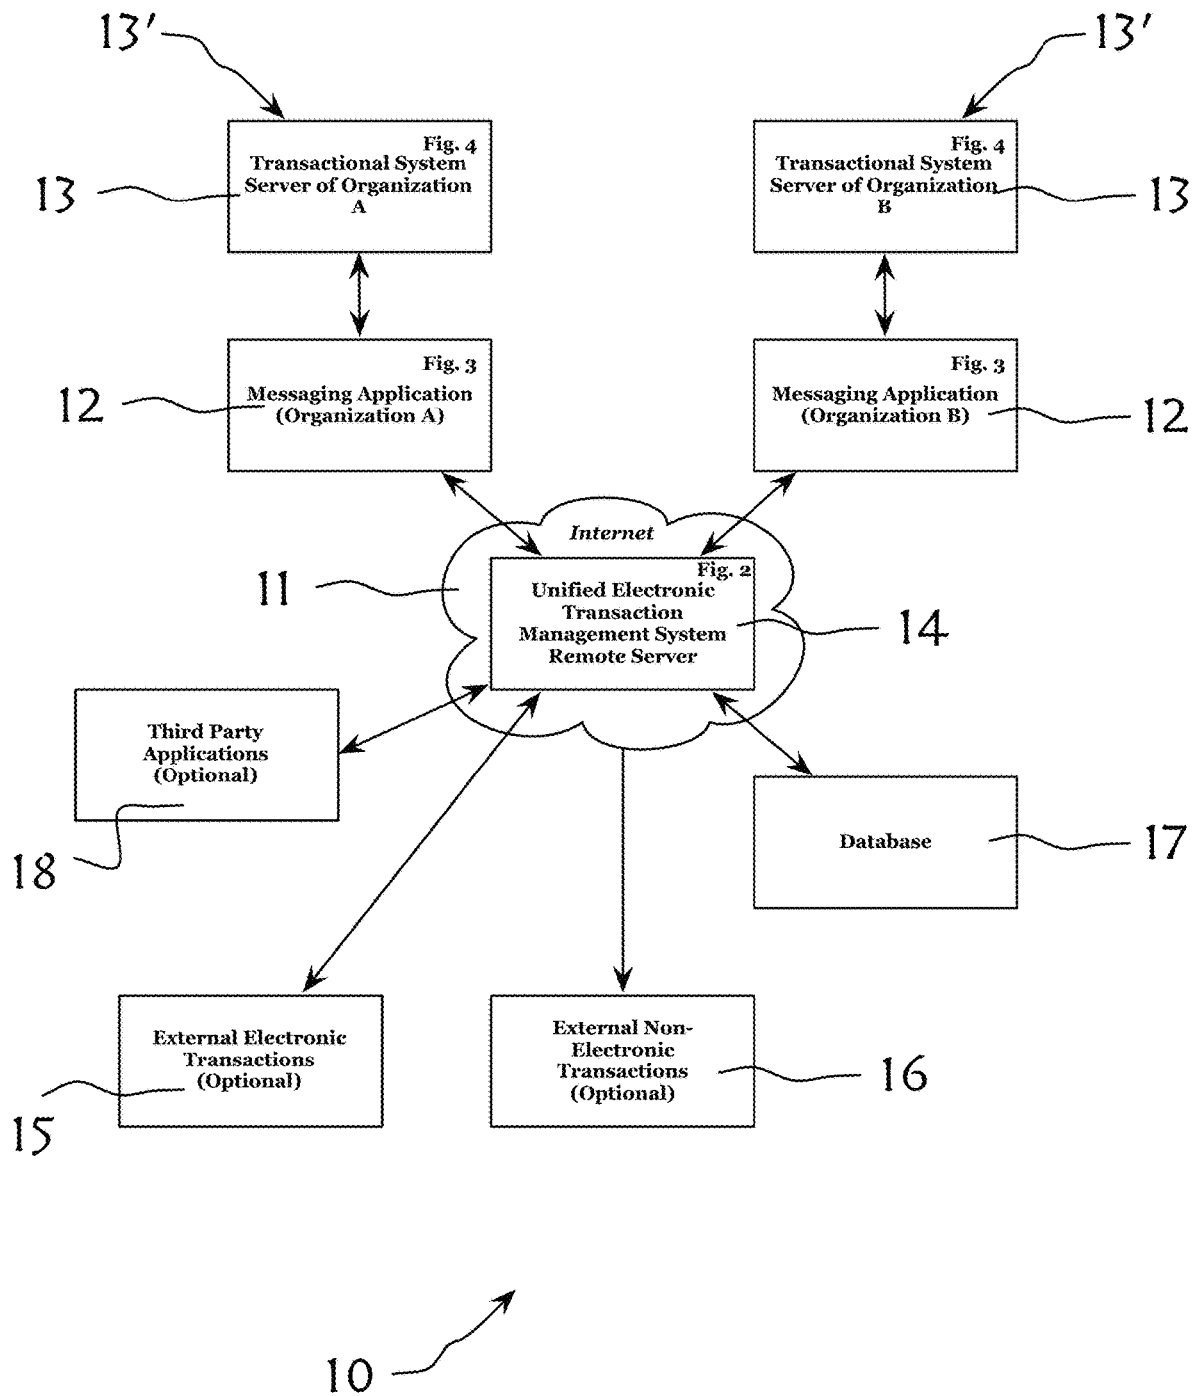 13'
13'
Fig. 4
Transactional System
Server of Organization
A
13
Fig. 4
Transactional System
Server of Organization
B
13
Fig. 3
Messaging Application
(Organization A)
12
Fig. 3
Messaging Application
(Organization B)
12
Internet
11
Fig. 2
Unified Electronic
Transaction
Management System
Remote Server
14
Third Party
Applications
(Optional)
18
Database
17
External Electronic
Transactions
(Optional)
15
External Non-
Electronic
Transactions
(Optional)
16
10